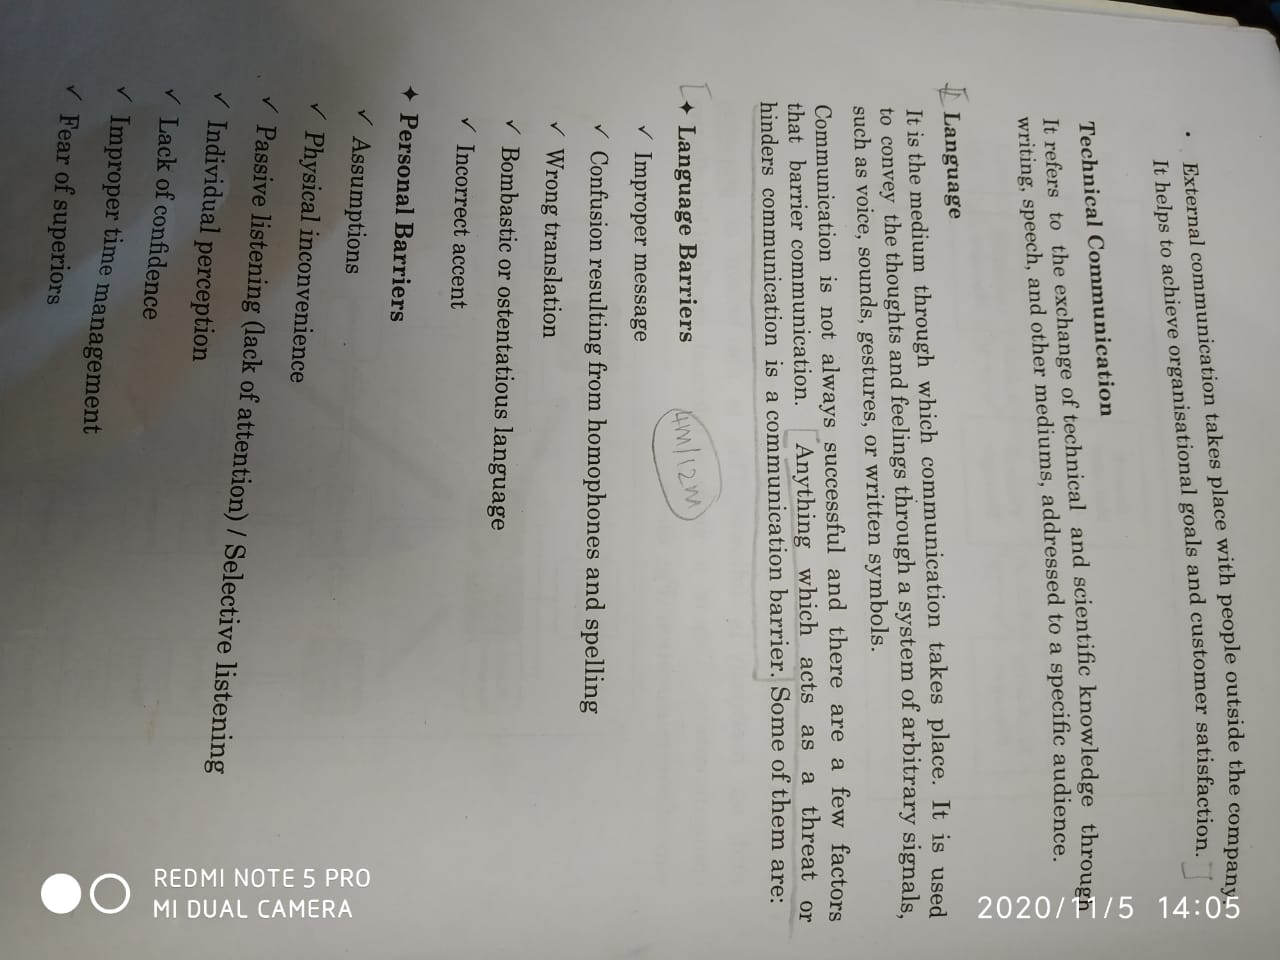 • External communication takes place with people outside the company.
It helps to achieve organisational goals and customer satisfaction.
Technical Communication
It refers to the exchange of technical and scientific knowledge through
writing, speech, and other mediums, addressed to a specific audience.
Language
It is the medium through which communication takes place. It is used
to convey the thoughts and feelings through a system of arbitrary signals,
such as voice, sounds, gestures, or written symbols.
Communication is not always successful and there are a few factors
that barrier communication. Anything which acts as a threat or
hinders communication is a communication barrier. Some of them are:
✦ Language Barriers 4M/12M
✓ Improper message
✓ Confusion resulting from homophones and spelling
✓ Wrong translation
✓ Bombastic or ostentatious language
✓ Incorrect accent
✦ Personal Barriers
✓ Assumptions
✓ Physical inconvenience
✓ Passive listening (lack of attention) / Selective listening
✓ Individual perception
✓ Lack of confidence
✓ Improper time management
✓ Fear of superiors
REDMI NOTE 5 PRO
MI DUAL CAMERA
2020/11/5 14:05